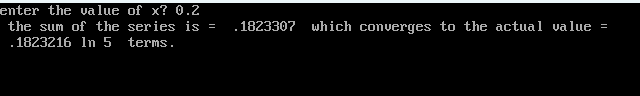 enter the value of x? 0.2
the sum of the series is =  .1823307  which converges to the actual value =
.1823216 ln 5  terms.